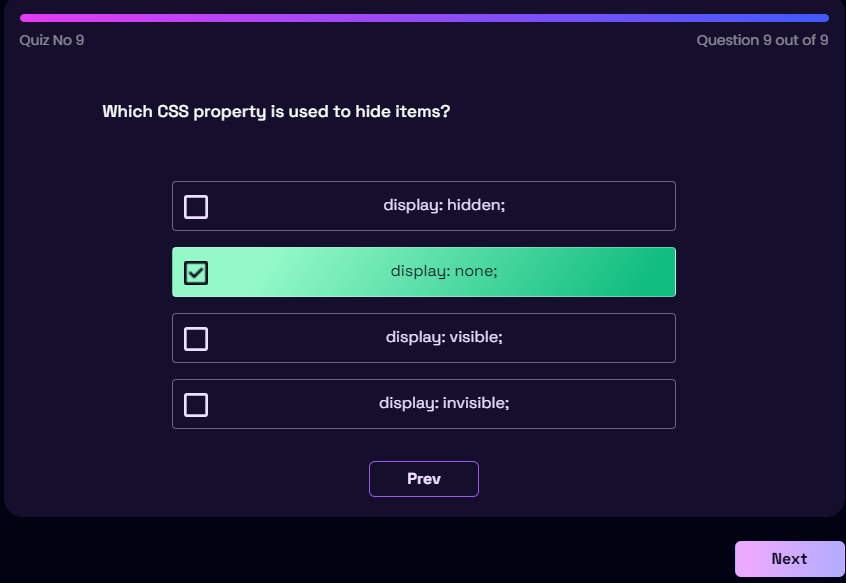 Quiz No 9
Question 9 out of 9
Which CSS property is used to hide items?
display: hidden;
display: none;
display: visible;
display: invisible;
Prev
Next